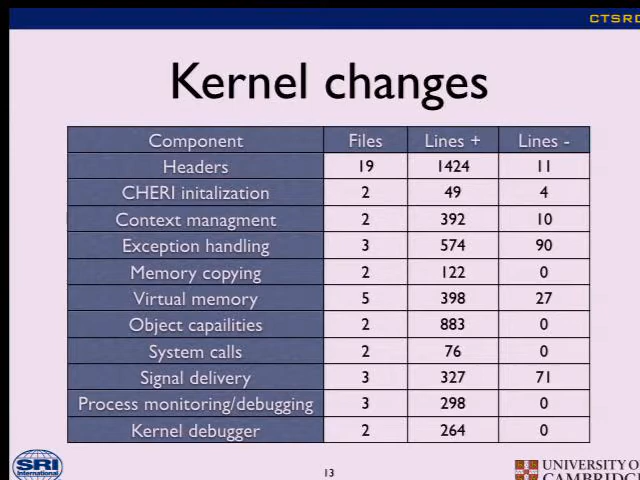 CTSRD
Kernel changes
Component Files Lines + Lines -
Headers 19 1424 11
CHERI initalization 2 49 4
Context managment 2 392 10
Exception handling 3 574 90
Memory copying 2 122 0
Virtual memory 5 398 27
Object capailities 2 883 0
System calls 2 76 0
Signal delivery 3 327 71
Process monitoring/debugging 3 298 0
Kernel debugger 2 264 0
SRI
International
13
UNIVERSITY OF
CAMBRIDGE